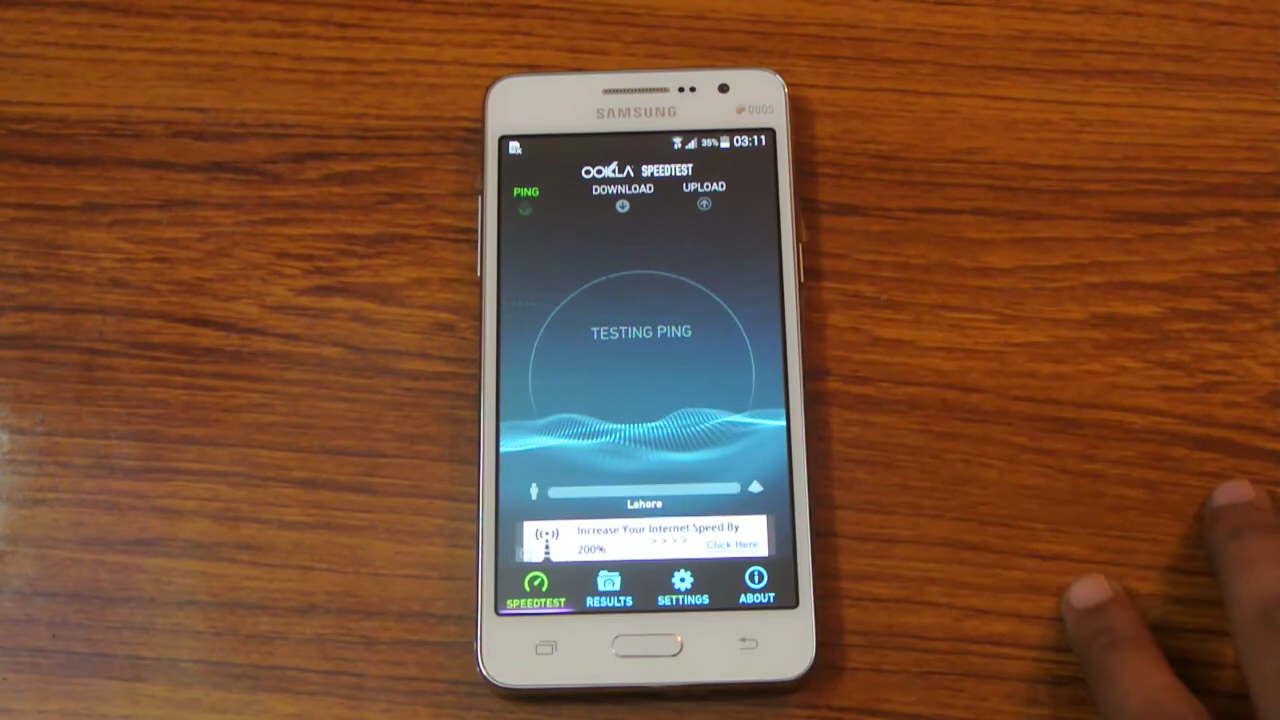 SAMSUNG
DUOS
35% 03:11
OOKLA SPEEDTEST
PING DOWNLOAD UPLOAD
TESTING PING
Lahore
Increase Your Internet Speed By
200% >>>> Click Here
SPEEDTEST RESULTS SETTINGS ABOUT